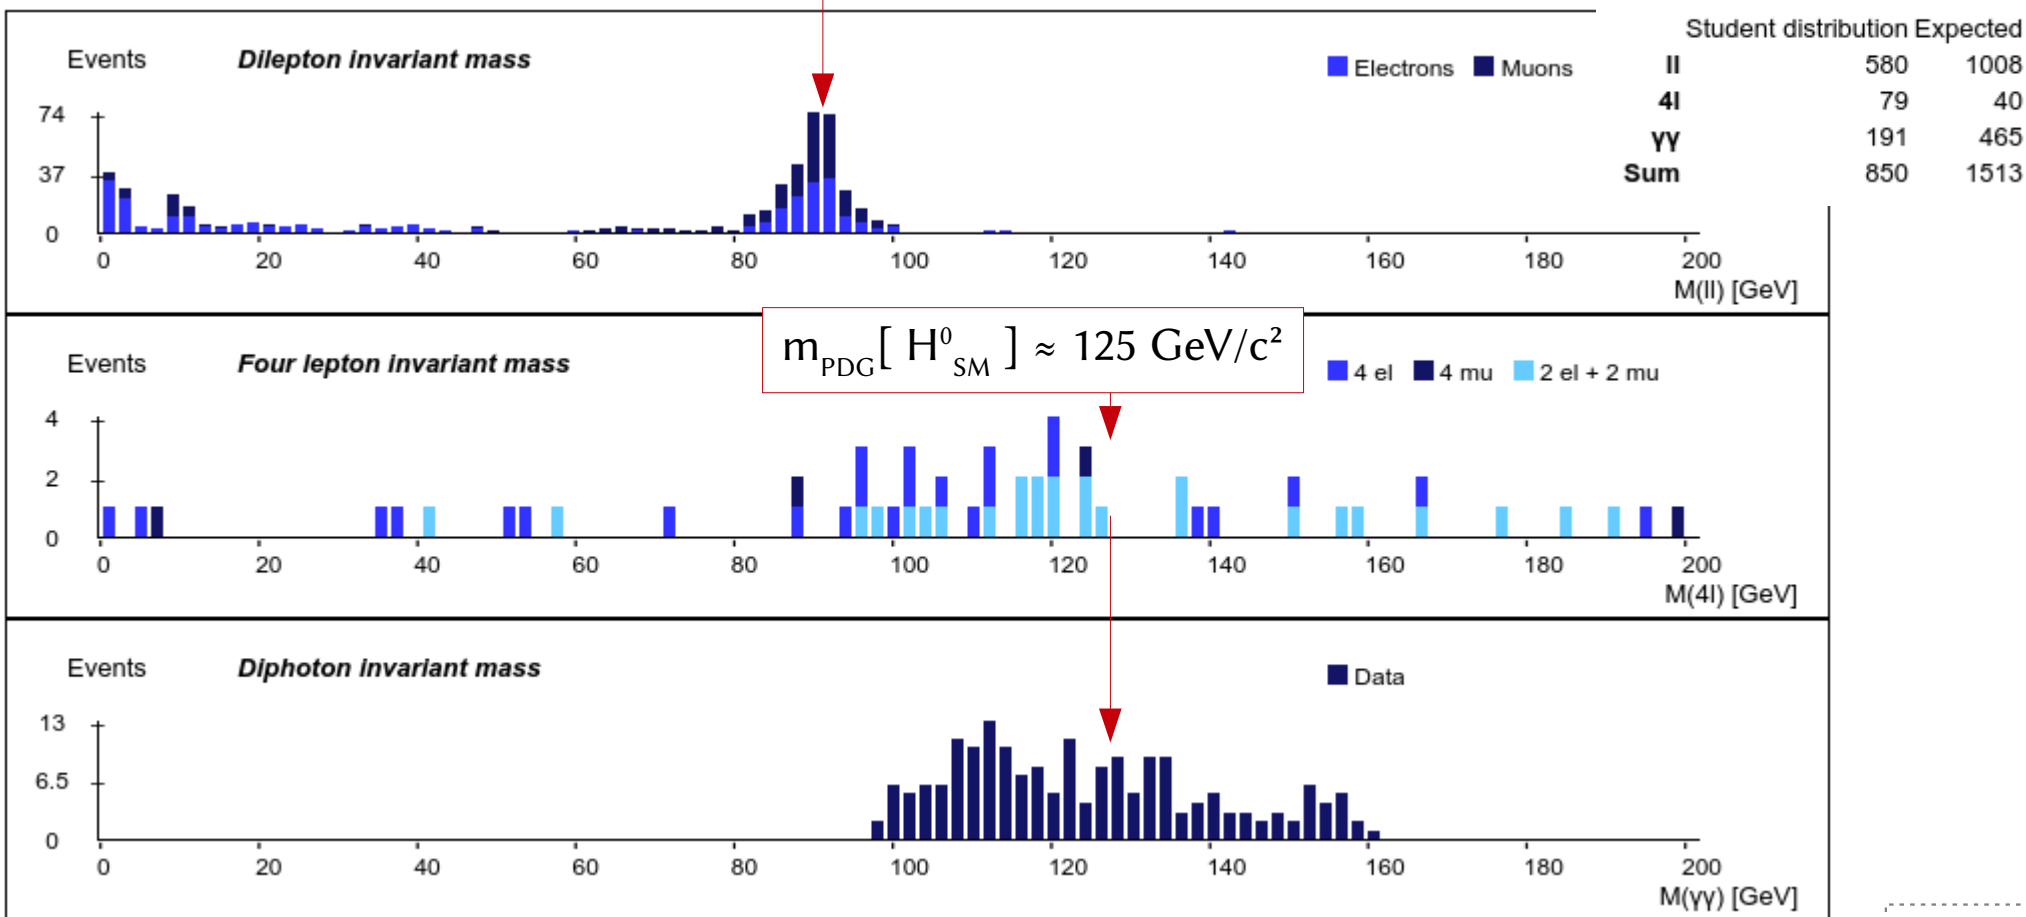 Student distribution Expected
ll 580 1008
4l 79 40
γγ 191 465
Sum 850 1513
Events Dilepton invariant mass Electrons Muons
74
37
0
0 20 40 60 80 100 120 140 160 180 200
M(ll) [GeV]
mPDG[ H⁰SM ] ≈ 125 GeV/c²
Events Four lepton invariant mass 4 el 4 mu 2 el + 2 mu
4
2
0
0 20 40 60 80 100 120 140 160 180 200
M(4l) [GeV]
Events Diphoton invariant mass Data
13
6.5
0
0 20 40 60 80 100 120 140 160 180 200
M(γγ) [GeV]